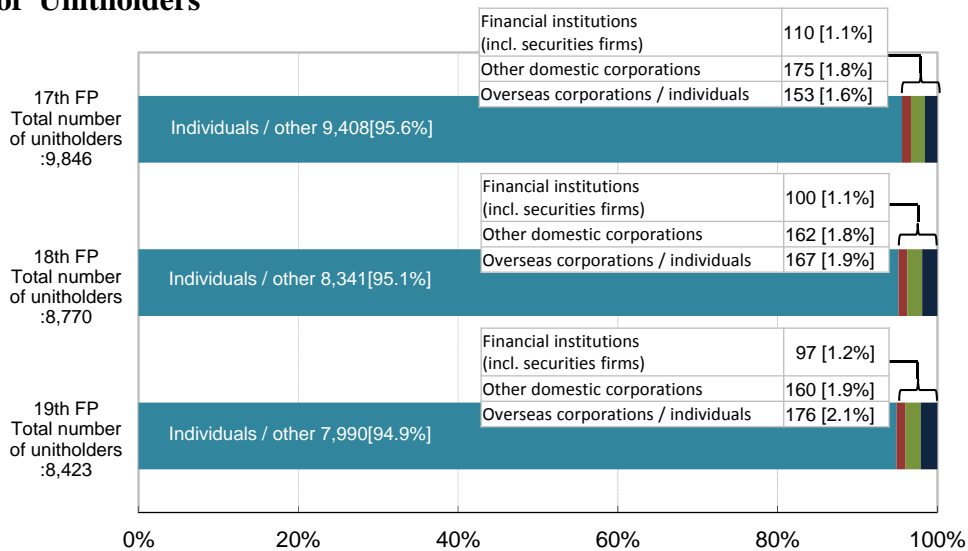 Unitholders
17th FP
Total number
of unitholders
:9,846
Individuals / other 9,408[95.6%]
Financial institutions
(incl. securities firms) 110 [1.1%]
Other domestic corporations 175 [1.8%]
Overseas corporations / individuals 153 [1.6%]
18th FP
Total number
of unitholders
:8,770
Individuals / other 8,341[95.1%]
Financial institutions
(incl. securities firms) 100 [1.1%]
Other domestic corporations 162 [1.8%]
Overseas corporations / individuals 167 [1.9%]
19th FP
Total number
of unitholders
:8,423
Individuals / other 7,990[94.9%]
Financial institutions
(incl. securities firms) 97 [1.2%]
Other domestic corporations 160 [1.9%]
Overseas corporations / individuals 176 [2.1%]
0% 20% 40% 60% 80% 100%